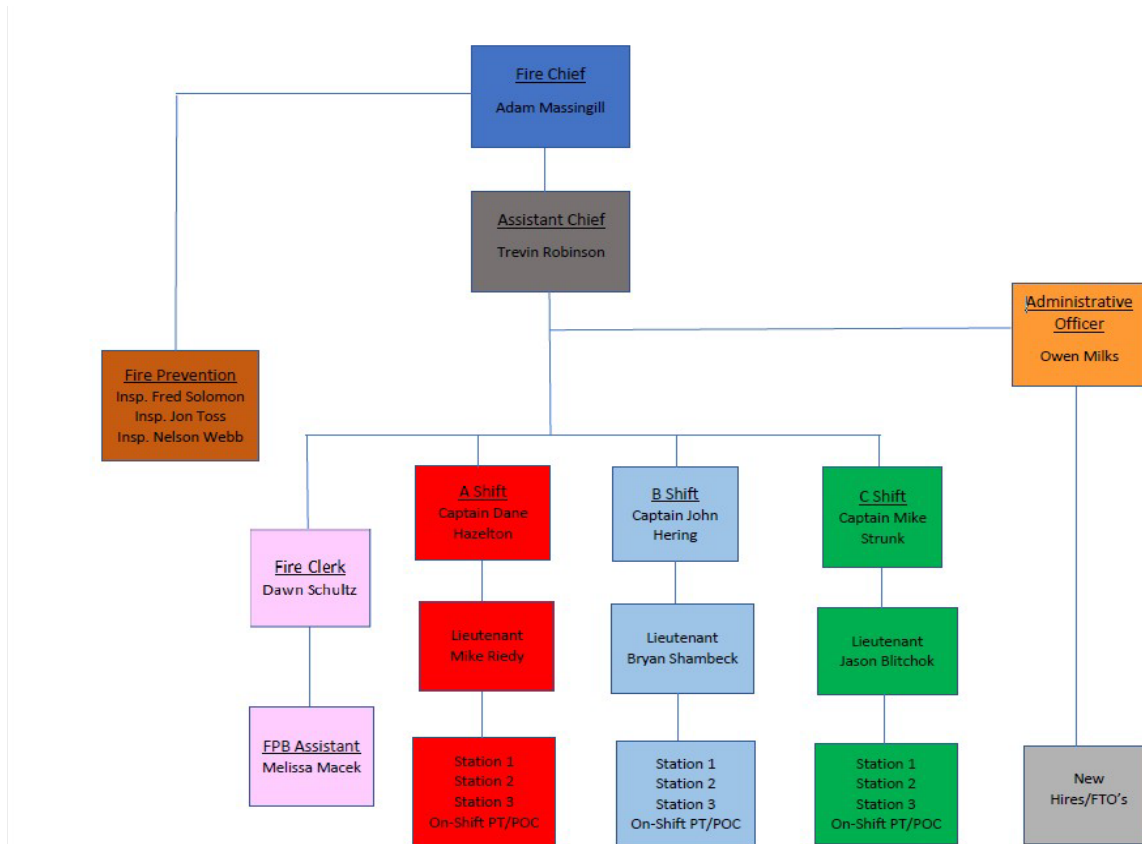 Fire Chief
Adam Massingill
Assistant Chief
Trevin Robinson
Administrative
Officer
Owen Milks
Fire Prevention
Insp. Fred Solomon
Insp. Jon Toss
Insp. Nelson Webb
Fire Clerk
Dawn Schultz
A Shift
Captain Dane
Hazelton
B Shift
Captain John
Hering
C Shift
Captain Mike
Strunk
Lieutenant
Mike Riedy
Lieutenant
Bryan Shambeck
Lieutenant
Jason Blitchok
FPB Assistant
Melissa Macek
Station 1
Station 2
Station 3
On-Shift PT/POC
Station 1
Station 2
Station 3
On-Shift PT/POC
Station 1
Station 2
Station 3
On-Shift PT/POC
New
Hires/FTO's